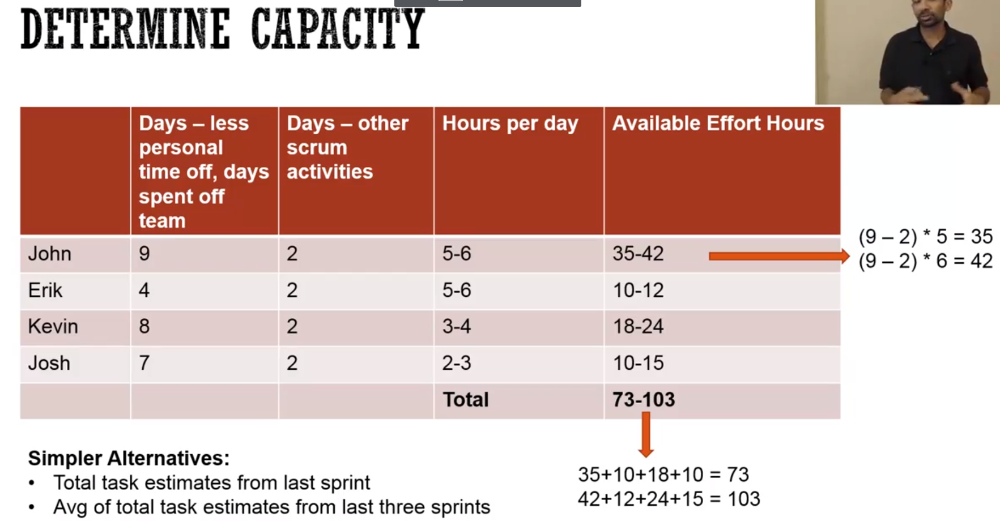 DETERMINE CAPACITY
Days – less
personal
time off, days
spent off
team
Days – other
scrum
activities
Hours per day
Available Effort Hours
John
9
2
5-6
35-42
(9 – 2) * 5 = 35
(9 – 2) * 6 = 42
Erik
4
2
5-6
10-12
Kevin
8
2
3-4
18-24
Josh
7
2
2-3
10-15
Total
73-103
35+10+18+10 = 73
42+12+24+15 = 103
Simpler Alternatives:
• Total task estimates from last sprint
• Avg of total task estimates from last three sprints